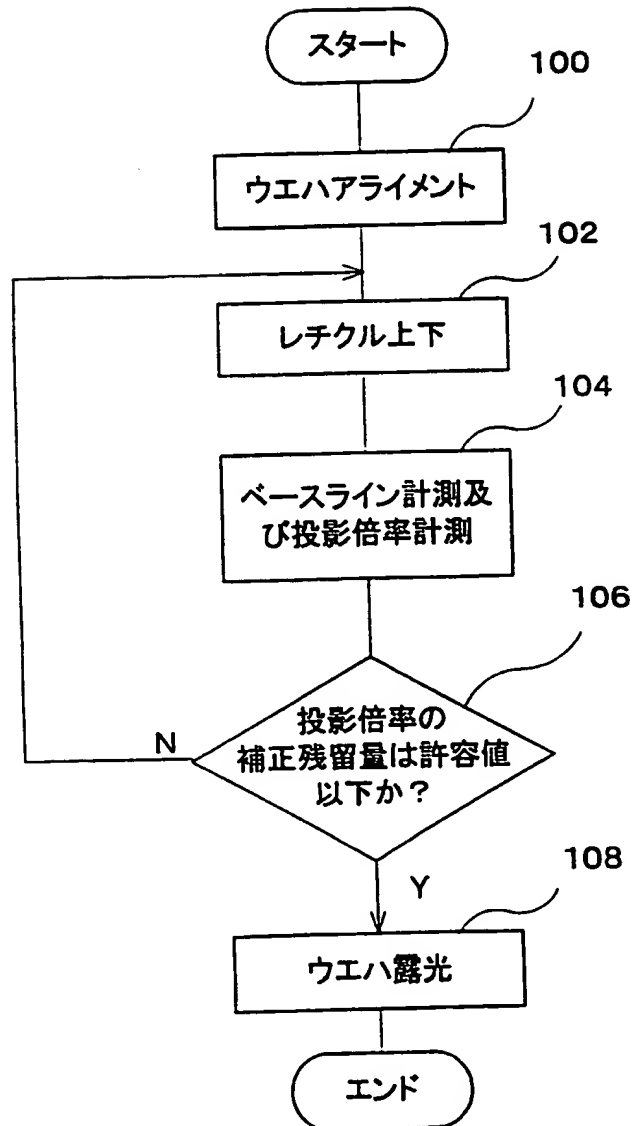 スタート
100
ウエハアライメント
102
レチクル上下
104
ベースライン計測及
び投影倍率計測
106
投影倍率の
補正残留量は許容値
以下か？
N
Y
108
ウエハ露光
エンド